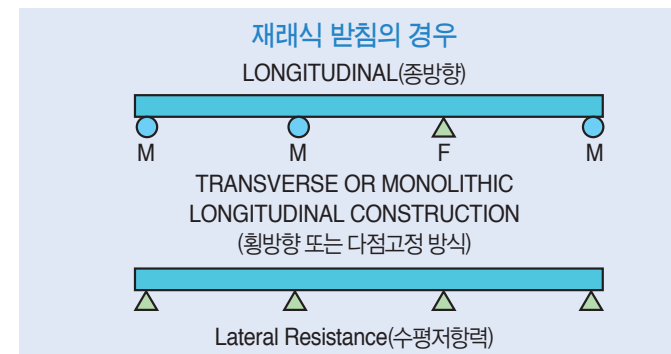 재래식 받침의 경우
LONGITUDINAL(종방향)
M M F M
TRANSVERSE OR MONOLITHIC
LONGITUDINAL CONSTRUCTION
(횡방향 또는 다점고정 방식)
Lateral Resistance(수평저항력)